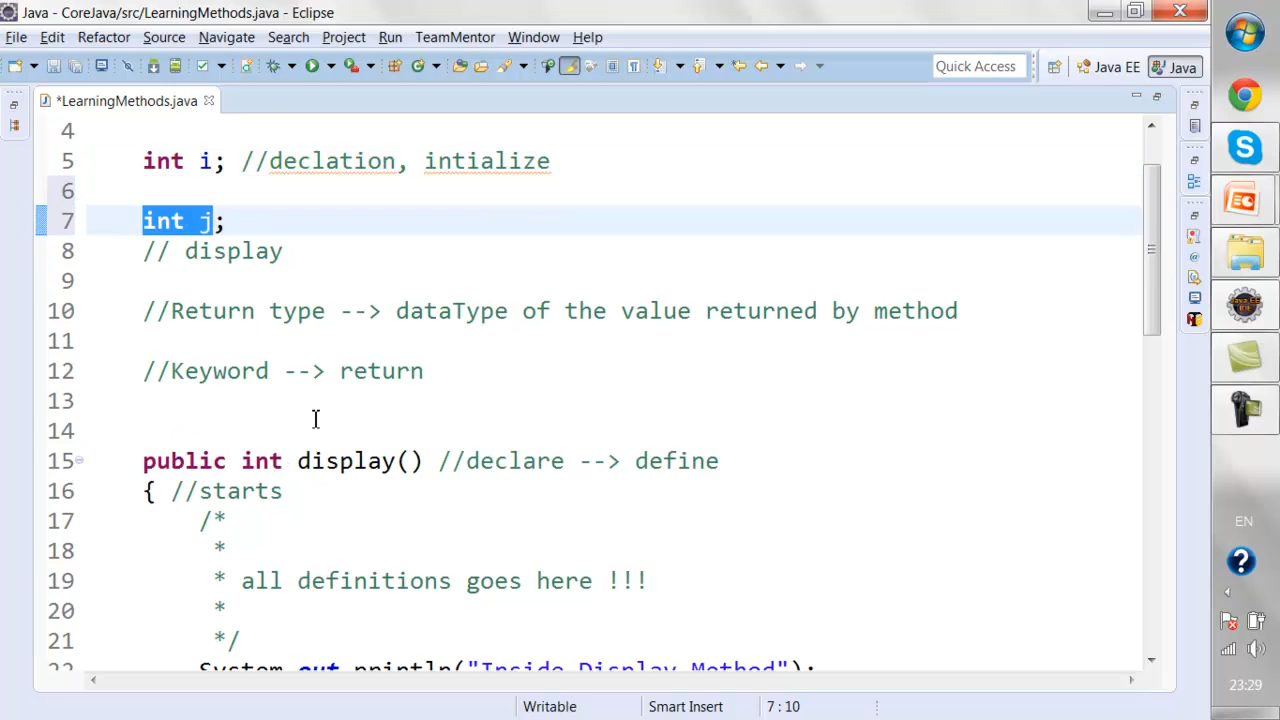 Java - CoreJava/src/LearningMethods.java - Eclipse
File Edit Refactor Source Navigate Search Project Run TeamMentor Window Help
Quick Access Java EE Java
*LearningMethods.java
4
5 int i; //declation, intialize
6
7 int j;
8 // display
9
10 //Return type --> dataType of the value returned by method
11
12 //Keyword --> return
13
14
15 public int display() //declare --> define
16 { //starts
17 /*
18 *
19 * all definitions goes here !!!
20 *
21 */
22 System.out.println("Inside Display Method");
Writable Smart Insert 7 : 10
EN
23:29